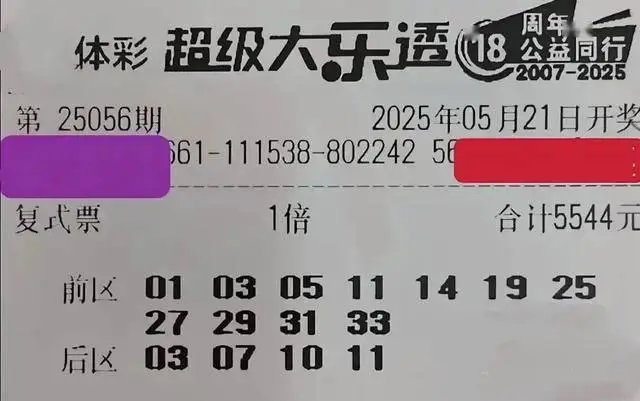 体彩 超级大乐透 18 周年
公益同行
2007-2025
第 25056期 2025年05月21日开奖
661-111538-802242 56
复式票 1倍 合计5544元
前区 01 03 05 11 14 19 25
27 29 31 33
后区 03 07 10 11